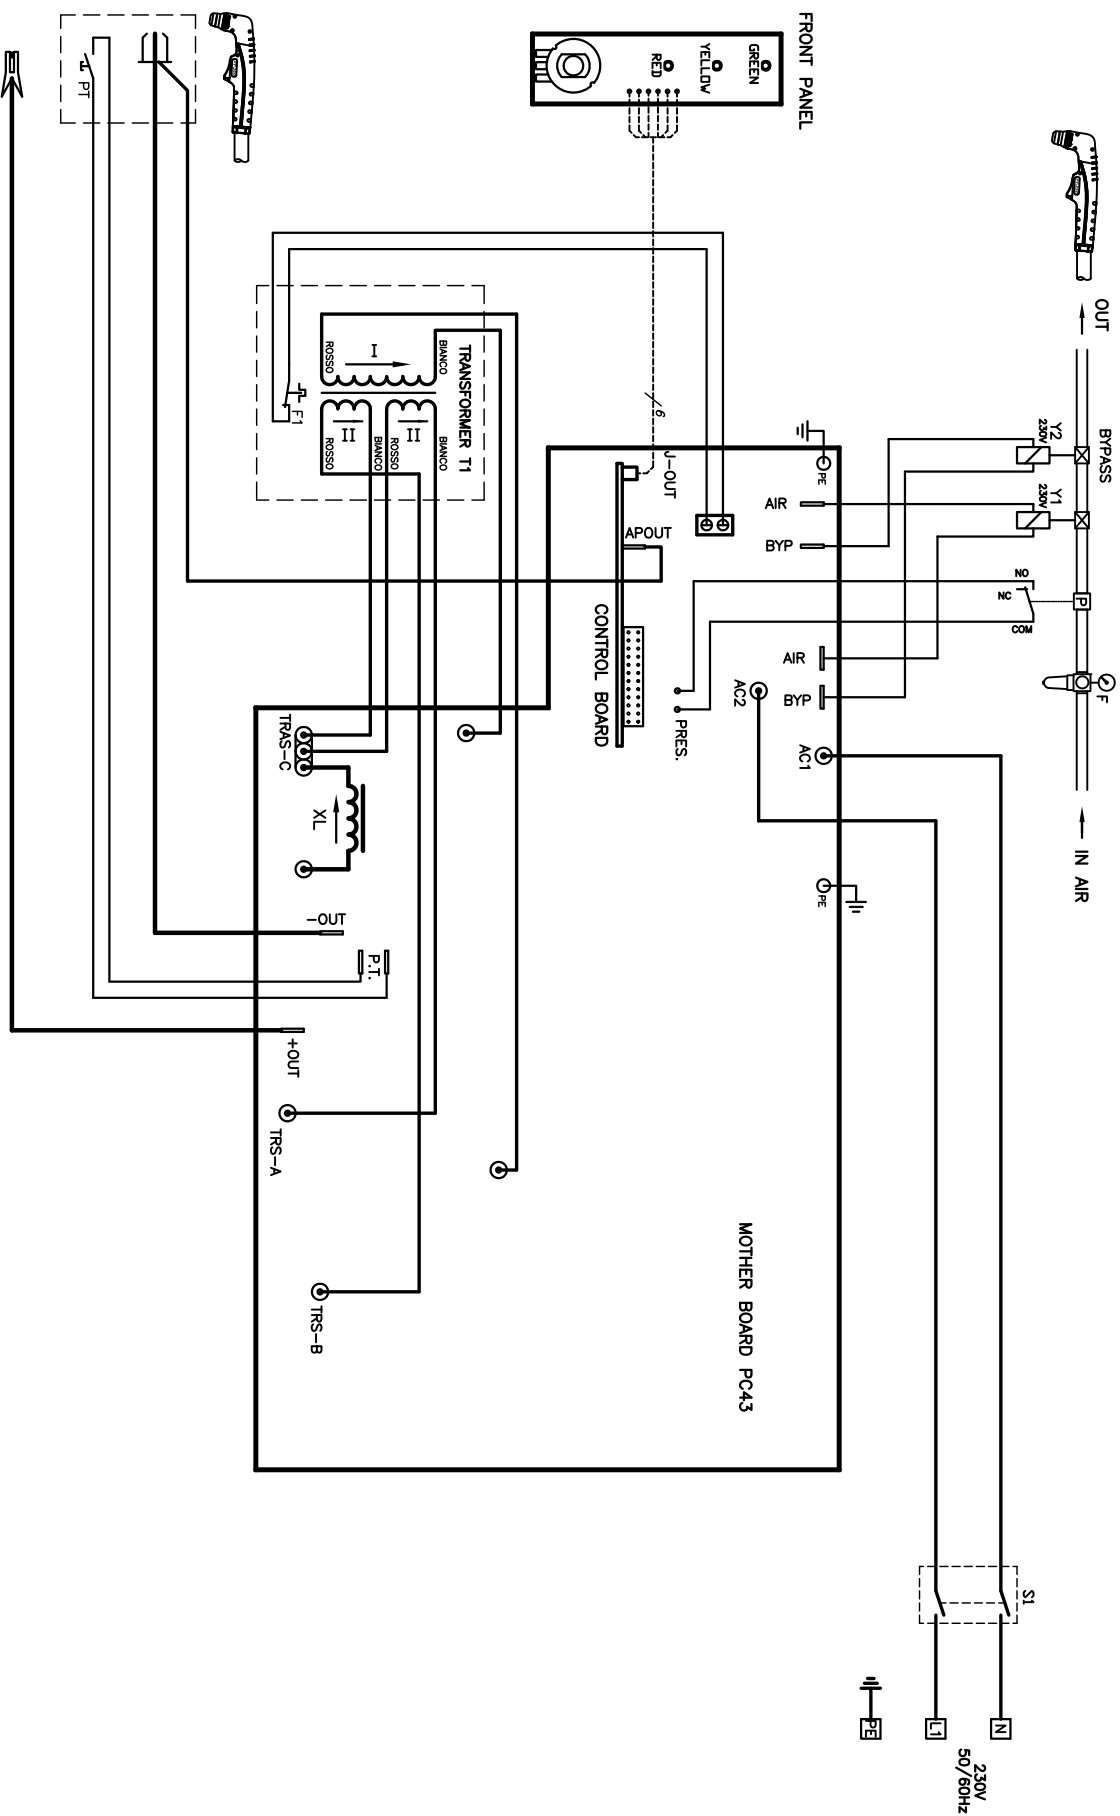 FRONT PANEL
GREEN
YELLOW
RED
OUT
BYPASS
IN AIR
Y2
230V
Y1
230V
NO
NC
COM
P
F
PT
TRANSFORMER T1
BIANCO
ROSSO
I
BIANCO
II
ROSSO
BIANCO
II
ROSSO
F1
6
J-OUT
APOUT
CONTROL BOARD
PE
AIR
BYP
AIR
BYP
PRES.
AC2
AC1
PE
TRAS-C
XL
-OUT
P.T.
+OUT
TRS-A
TRS-B
MOTHER BOARD PC43
S1
N
L1
PE
230V
50/60Hz